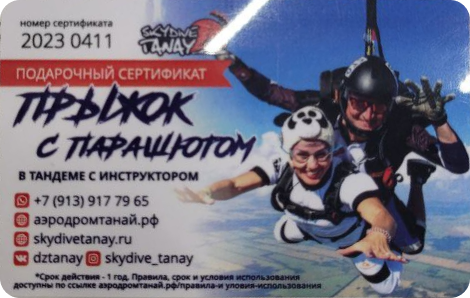 номер сертификата
2023 0411
SKYDIVE
TANAY
ПОДАРОЧНЫЙ СЕРТИФИКАТ
ПРЫЖОК
С ПАРАШЮТОМ
В ТАНДЕМЕ С ИНСТРУКТОРОМ
+7 (913) 917 79 65
аэродромтанай.рф
skydivetanay.ru
dztanay skydive_tanay
*Срок действия - 1 год. Правила, срок и условия использования
доступны по ссылке аэродромтанай.рф/правила-и уловия-использования